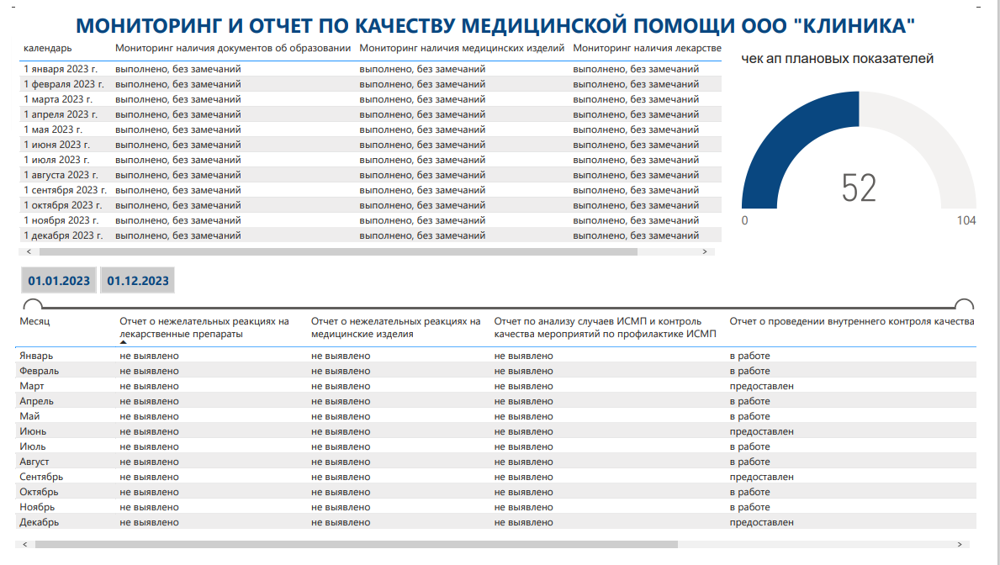 МОНИТОРИНГ И ОТЧЕТ ПО КАЧЕСТВУ МЕДИЦИНСКОЙ ПОМОЩИ ООО "КЛИНИКА"
календарь Мониторинг наличия документов об образовании Мониторинг наличия медицинских изделий Мониторинг наличия лекарстве
1 января 2023 г. выполнено, без замечаний выполнено, без замечаний выполнено, без замечаний
1 февраля 2023 г. выполнено, без замечаний выполнено, без замечаний выполнено, без замечаний
1 марта 2023 г. выполнено, без замечаний выполнено, без замечаний выполнено, без замечаний
1 апреля 2023 г. выполнено, без замечаний выполнено, без замечаний выполнено, без замечаний
1 мая 2023 г. выполнено, без замечаний выполнено, без замечаний выполнено, без замечаний
1 июня 2023 г. выполнено, без замечаний выполнено, без замечаний выполнено, без замечаний
1 июля 2023 г. выполнено, без замечаний выполнено, без замечаний выполнено, без замечаний
1 августа 2023 г. выполнено, без замечаний выполнено, без замечаний выполнено, без замечаний
1 сентября 2023 г. выполнено, без замечаний выполнено, без замечаний выполнено, без замечаний
1 октября 2023 г. выполнено, без замечаний выполнено, без замечаний выполнено, без замечаний
1 ноября 2023 г. выполнено, без замечаний выполнено, без замечаний выполнено, без замечаний
1 декабря 2023 г. выполнено, без замечаний выполнено, без замечаний выполнено, без замечаний
чек ап плановых показателей
52
0 104
01.01.2023 01.12.2023
Месяц Отчет о нежелательных реакциях на Отчет о нежелательных реакциях на Отчет по анализу случаев ИСМП и контроль Отчет о проведении внутреннего контроля качества
лекарственные препараты медицинские изделия качества мероприятий по профилактике ИСМП
Январь не выявлено не выявлено не выявлено в работе
Февраль не выявлено не выявлено не выявлено в работе
Март не выявлено не выявлено не выявлено предоставлен
Апрель не выявлено не выявлено не выявлено в работе
Май не выявлено не выявлено не выявлено в работе
Июнь не выявлено не выявлено не выявлено предоставлен
Июль не выявлено не выявлено не выявлено в работе
Август не выявлено не выявлено не выявлено в работе
Сентябрь не выявлено не выявлено не выявлено предоставлен
Октябрь не выявлено не выявлено не выявлено в работе
Ноябрь не выявлено не выявлено не выявлено в работе
Декабрь не выявлено не выявлено не выявлено предоставлен